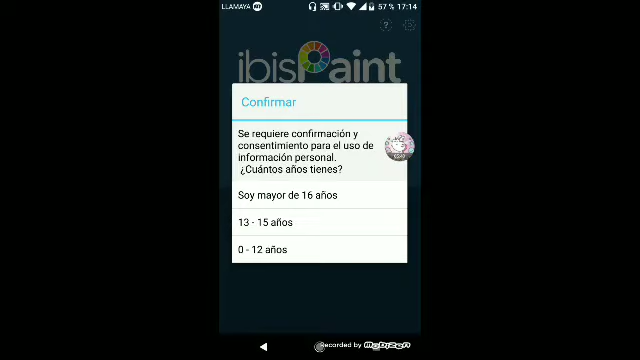 LLAMAYA 57 % 17:14
?
ibisPaint
Confirmar
Se requiere confirmación y
consentimiento para el uso de
información personal.
¿Cuántos años tienes?
Soy mayor de 16 años
13 - 15 años
0 - 12 años
Recorded by Mobizen